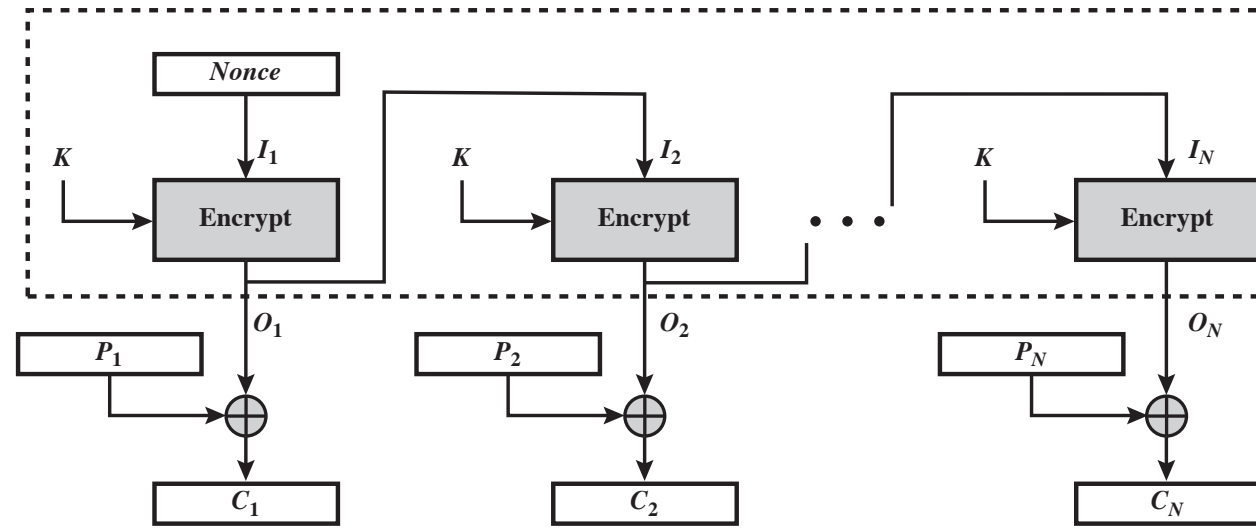 Nonce
I1
I2
IN
K
K
K
Encrypt
Encrypt
Encrypt
O1
O2
ON
P1
P2
PN
C1
C2
CN